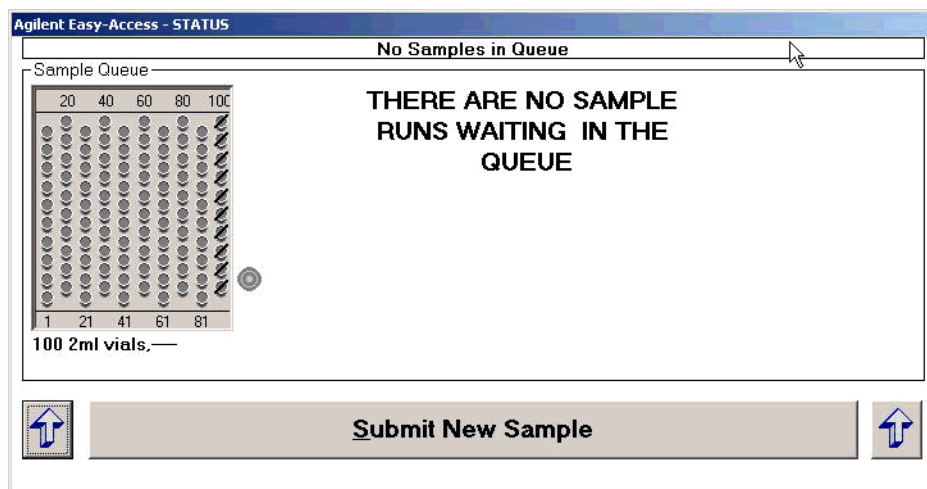 Agilent Easy-Access - STATUS
No Samples in Queue
Sample Queue
20 40 60 80 100
THERE ARE NO SAMPLE
RUNS WAITING IN THE
QUEUE
1 21 41 61 81
100 2ml vials,—
Submit New Sample